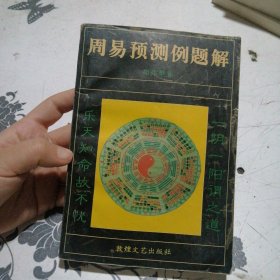 周易预测例题解
一阴一阳谓之道
乐天知命故不忧
敦煌文艺出版社